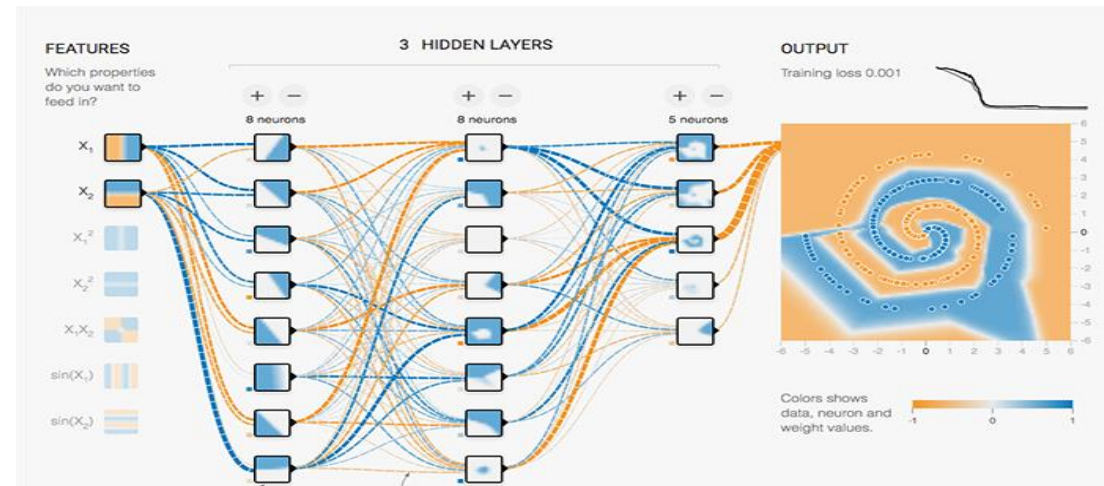 FEATURES
Which properties
do you want to
feed in?
X₁
X₂
X₁²
X₂²
X₁X₂
sin(X₁)
sin(X₂)
3 HIDDEN LAYERS
+ −
8 neurons
+ −
8 neurons
+ −
5 neurons
OUTPUT
Training loss 0.001
6
5
4
3
2
1
0
-1
-2
-3
-4
-5
-6
-6 -5 -4 -3 -2 -1 0 1 2 3 4 5 6
Colors shows
data, neuron and
weight values.
-1 0 1